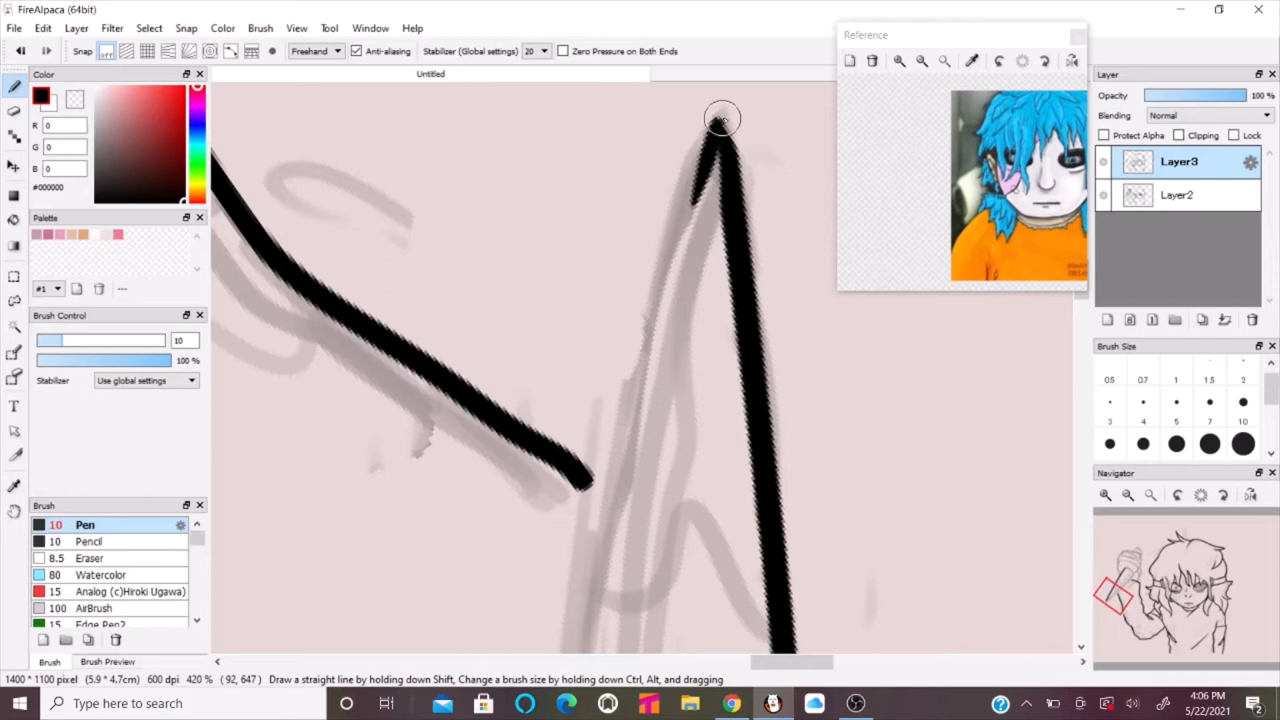 FireAlpaca (64bit)
File Edit Layer Filter Select Snap Color Brush View Tool Window Help
Snap off Freehand Anti-aliasing Stabilizer (Global settings) 20 Zero Pressure on Both Ends
Untitled
Color
R 0
G 0
B 0
#000000
Palette
#1
Brush Control
10
100 %
Stabilizer Use global settings
Brush
10 Pen
10 Pencil
8.5 Eraser
80 Watercolor
15 Analog (c)Hiroki Ugawa)
100 AirBrush
15 Edge Pen2
Brush Brush Preview
Reference
Layer
Opacity 100 %
Blending Normal
Protect Alpha Clipping Lock
Layer3
Layer2
Brush Size
0.5 0.7 1 1.5 2
3 4 5 7 10
Navigator
1400 * 1100 pixel (5.9 * 4.7cm) 600 dpi 420 % ( 92, 647) Draw a straight line by holding down Shift, Change a brush size by holding down Ctrl, Alt, and dragging
Type here to search
4:06 PM
5/22/2021
2